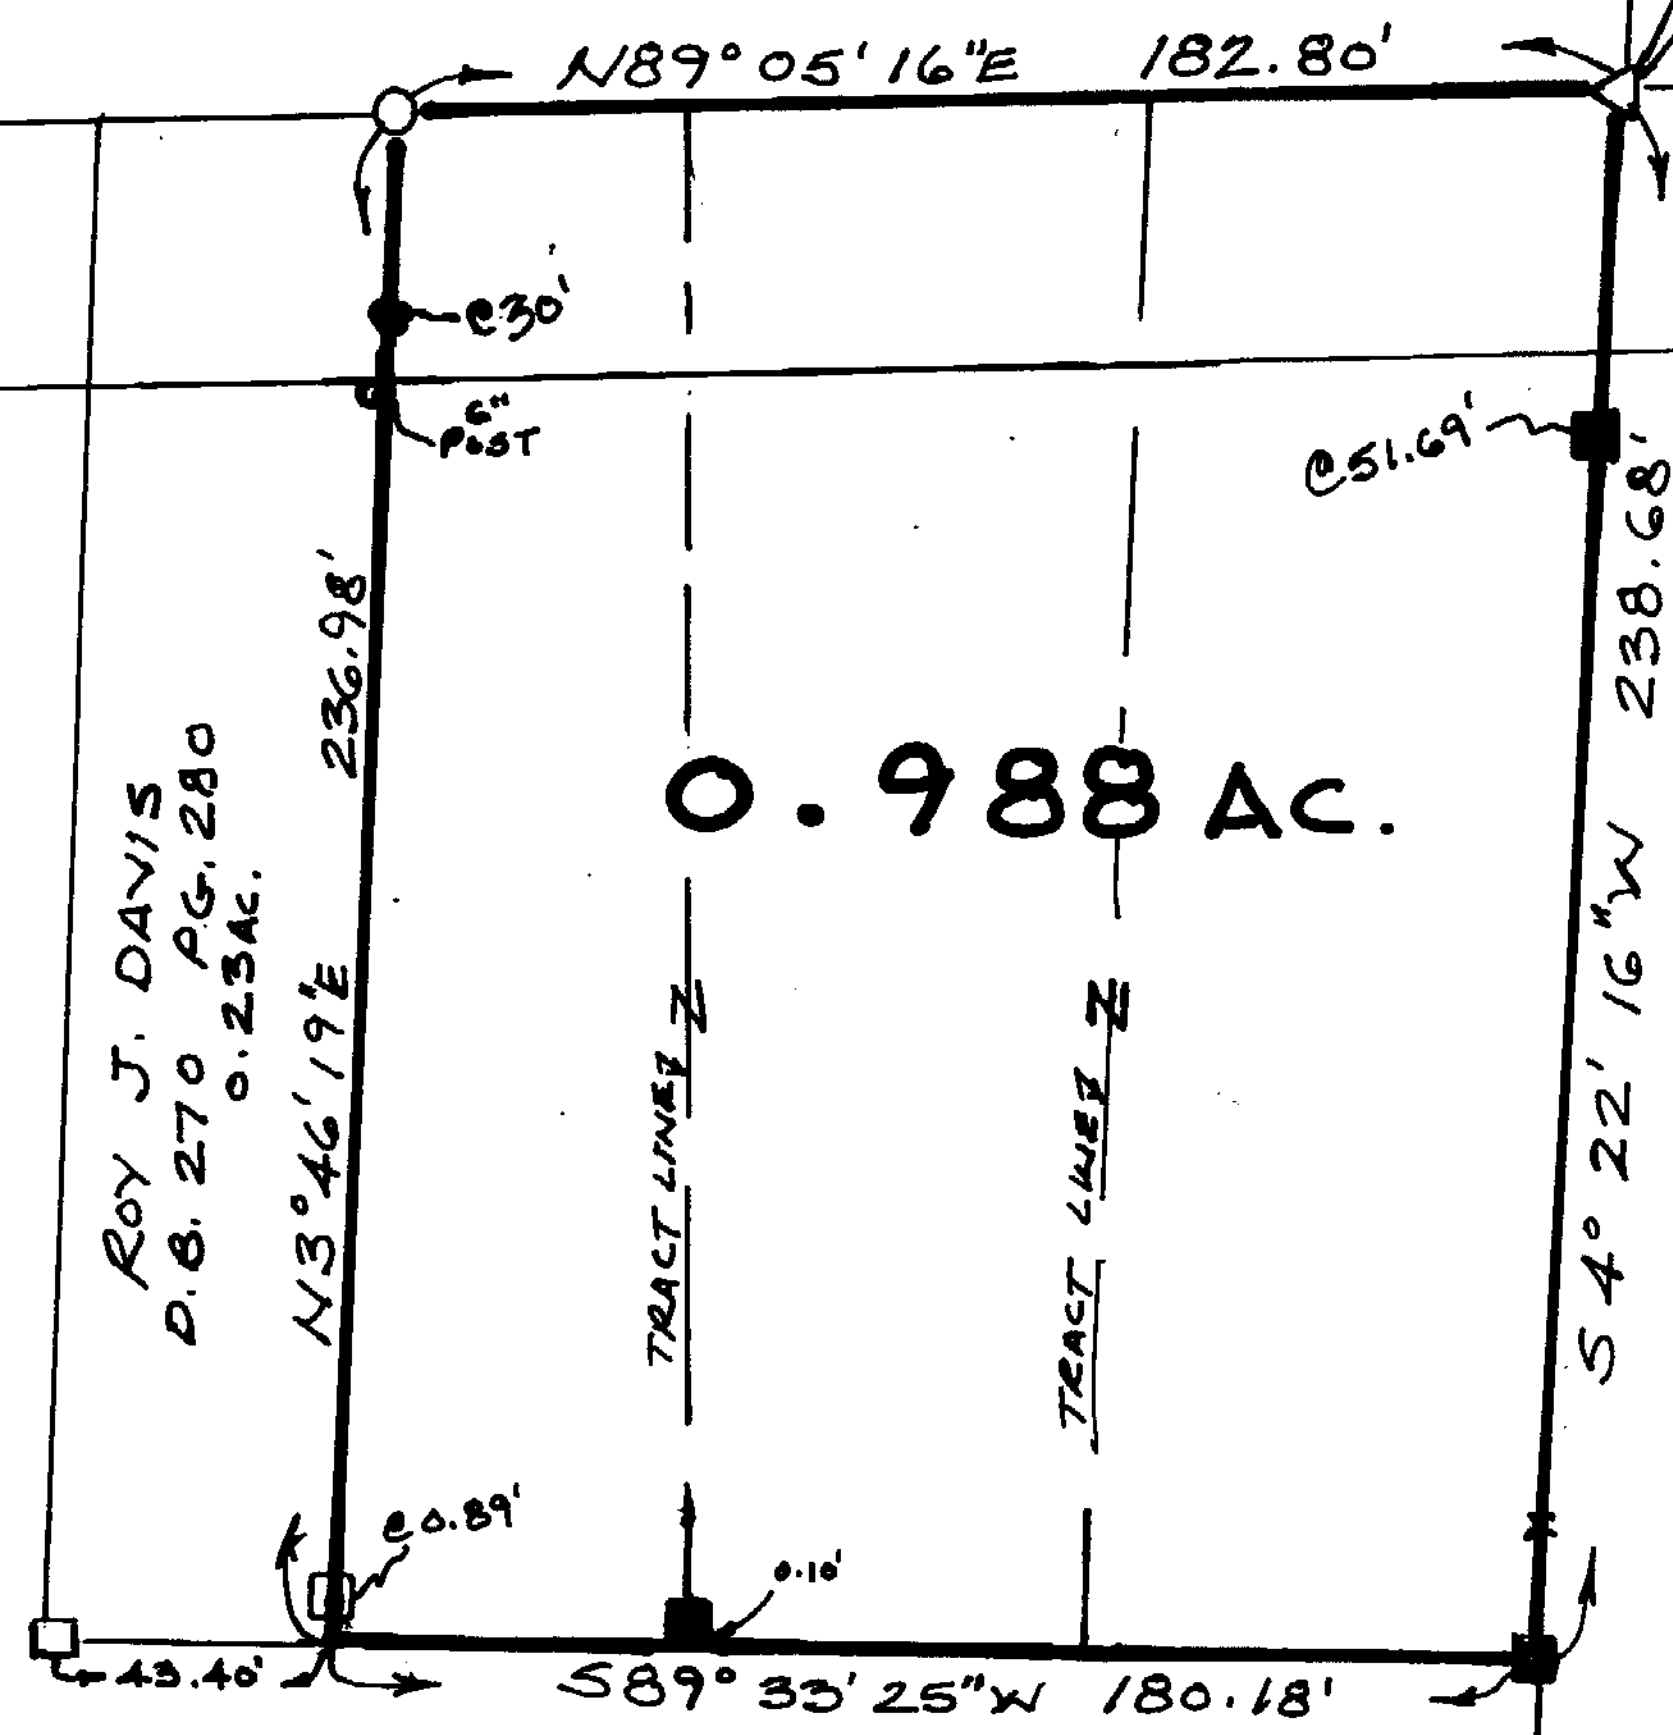 N89°05'16"E 182.80'
@30'
6"
POST
@51.69'
236.98'
238.68'
0.988 AC.
ROY J. DAVIS
D.B. 270 P.G. 280
0.23 AC.
N3°46'19"E
S 4° 22' 16" W
TRACT LINE
Z
TRACT LINE
Z
@0.89'
0.10'
43.40'
S89° 33' 25" W 180.18'